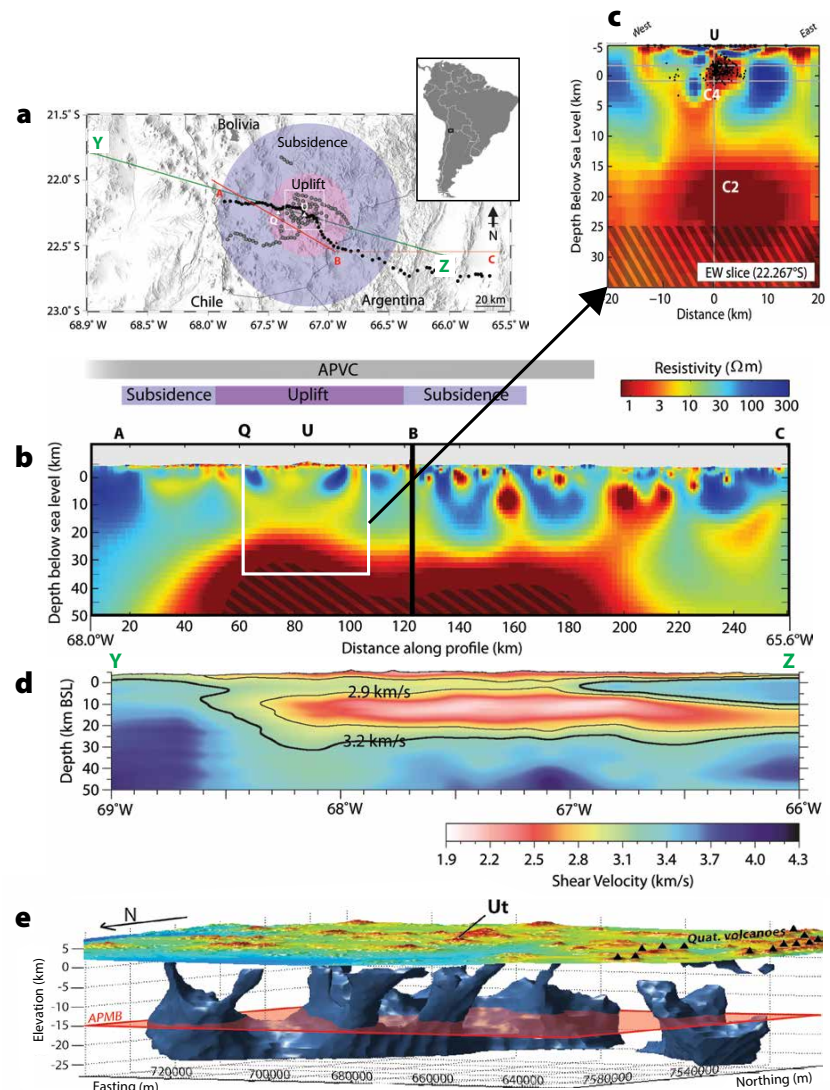 c
West
U
East
-5
0
5
10
15
20
25
30
Depth Below Sea Level (km)
C4
C2
EW slice (22.267°S)
-20
−10
0
10
20
Distance (km)
a
21.5° S
22.0° S
22.5° S
23.0° S
Y
Bolivia
Subsidence
Uplift
A
U
Q
B
Z
C
N
Chile
Argentina
20 km
68.9°W
68.5°W
67.9°W
67.5°W
67.0°W
66.5°W
66.0°W
65.5°W
APVC
Subsidence
Uplift
Subsidence
Resistivity (Ωm)
1 3 10 30 100 300
b
A
Q
U
B
C
0
10
20
30
40
50
Depth below sea level (km)
20 40 60 80 100 120 140 160 180 200 220 240
68.0°W
65.6°W
Distance along profile (km)
Y
Z
d
0
10
20
30
40
50
Depth (km BSL)
2.9 km/s
3.2 km/s
69°W
68°W
67°W
66°W
1.9 2.2 2.5 2.8 3.1 3.4 3.7 4.0 4.3
Shear Velocity (km/s)
e
N
Ut
Quat. volcanoes
5
0
-5
-10
-15
-20
-25
Elevation (km)
APMB
720000
700000
680000
660000
640000
7580000
7540000
Easting (m)
Northing (m)